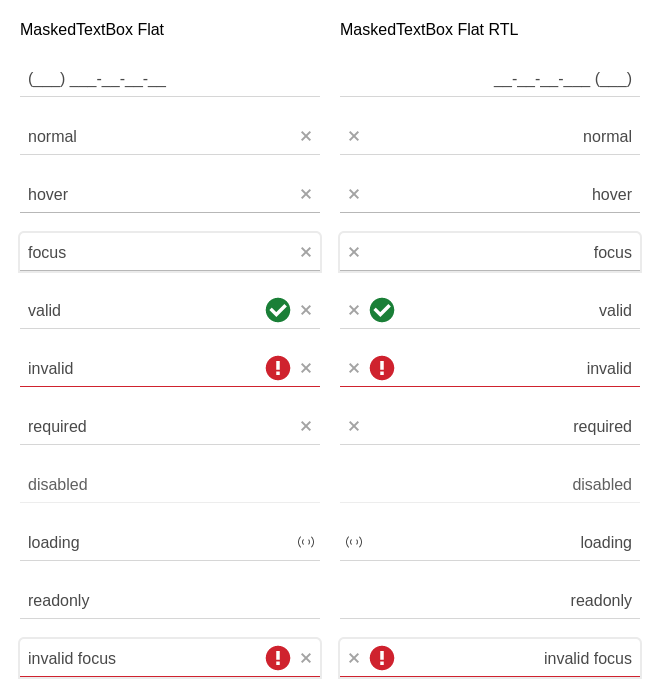 MaskedTextBox Flat
(___) ___-__-__-__
normal
hover
focus
valid
invalid
required
disabled
loading
readonly
invalid focus
MaskedTextBox Flat RTL
__-__-__-___ (___)
normal
hover
focus
valid
invalid
required
disabled
loading
readonly
invalid focus